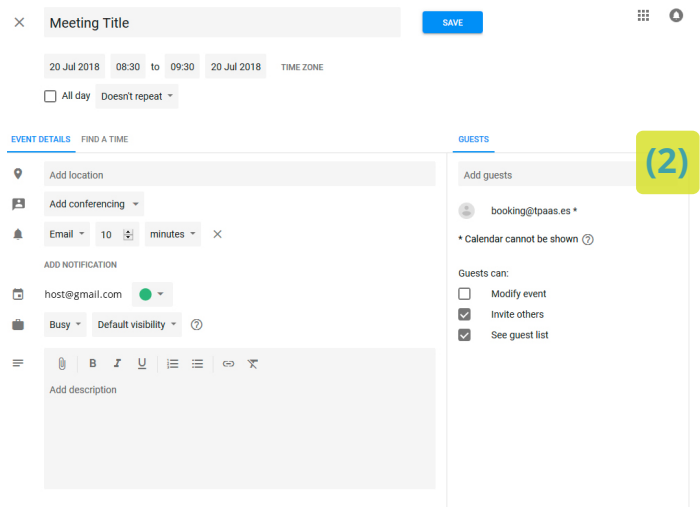 Meeting Title
SAVE
20 Jul 2018 08:30 to 09:30 20 Jul 2018 TIME ZONE
All day Doesn't repeat
EVENT DETAILS FIND A TIME
Add location
Add conferencing
Email 10 minutes
ADD NOTIFICATION
host@gmail.com
Busy Default visibility ?
B I U
Add description
GUESTS
(2)
Add guests
booking@tpaas.es *
* Calendar cannot be shown ?
Guests can:
Modify event
Invite others
See guest list